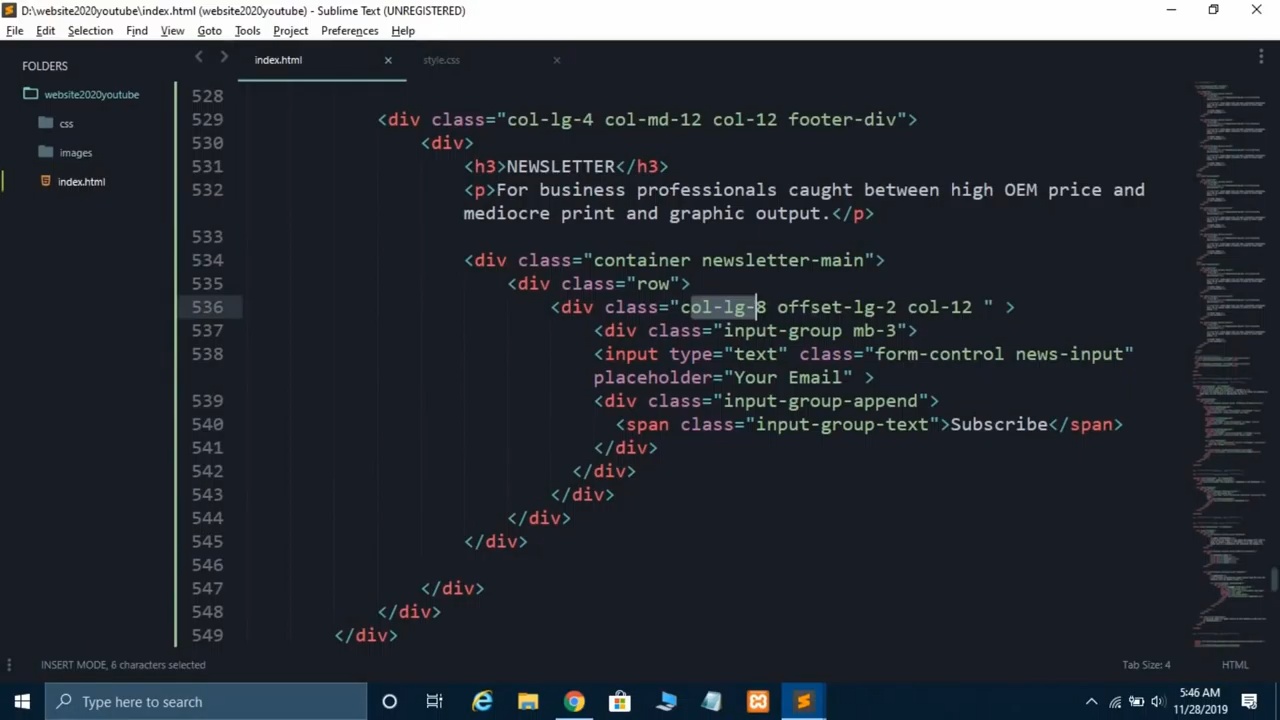 D:\website2020youtube\index.html (website2020youtube) - Sublime Text (UNREGISTERED)
File Edit Selection Find View Goto Tools Project Preferences Help
FOLDERS
website2020youtube
css
images
index.html
index.html style.css
528
529 <div class="col-lg-4 col-md-12 col-12 footer-div">
530 <div>
531 <h3>NEWSLETTER</h3>
532 <p>For business professionals caught between high OEM price and
mediocre print and graphic output.</p>
533
534 <div class="container newsletter-main">
535 <div class="row">
536 <div class="col-lg-8 offset-lg-2 col-12 " >
537 <div class="input-group mb-3">
538 <input type="text" class="form-control news-input"
placeholder="Your Email" >
539 <div class="input-group-append">
540 <span class="input-group-text">Subscribe</span>
541 </div>
542 </div>
543 </div>
544 </div>
545 </div>
546
547 </div>
548 </div>
549 </div>
INSERT MODE, 6 characters selected Tab Size: 4 HTML
Type here to search
5:46 AM
11/28/2019